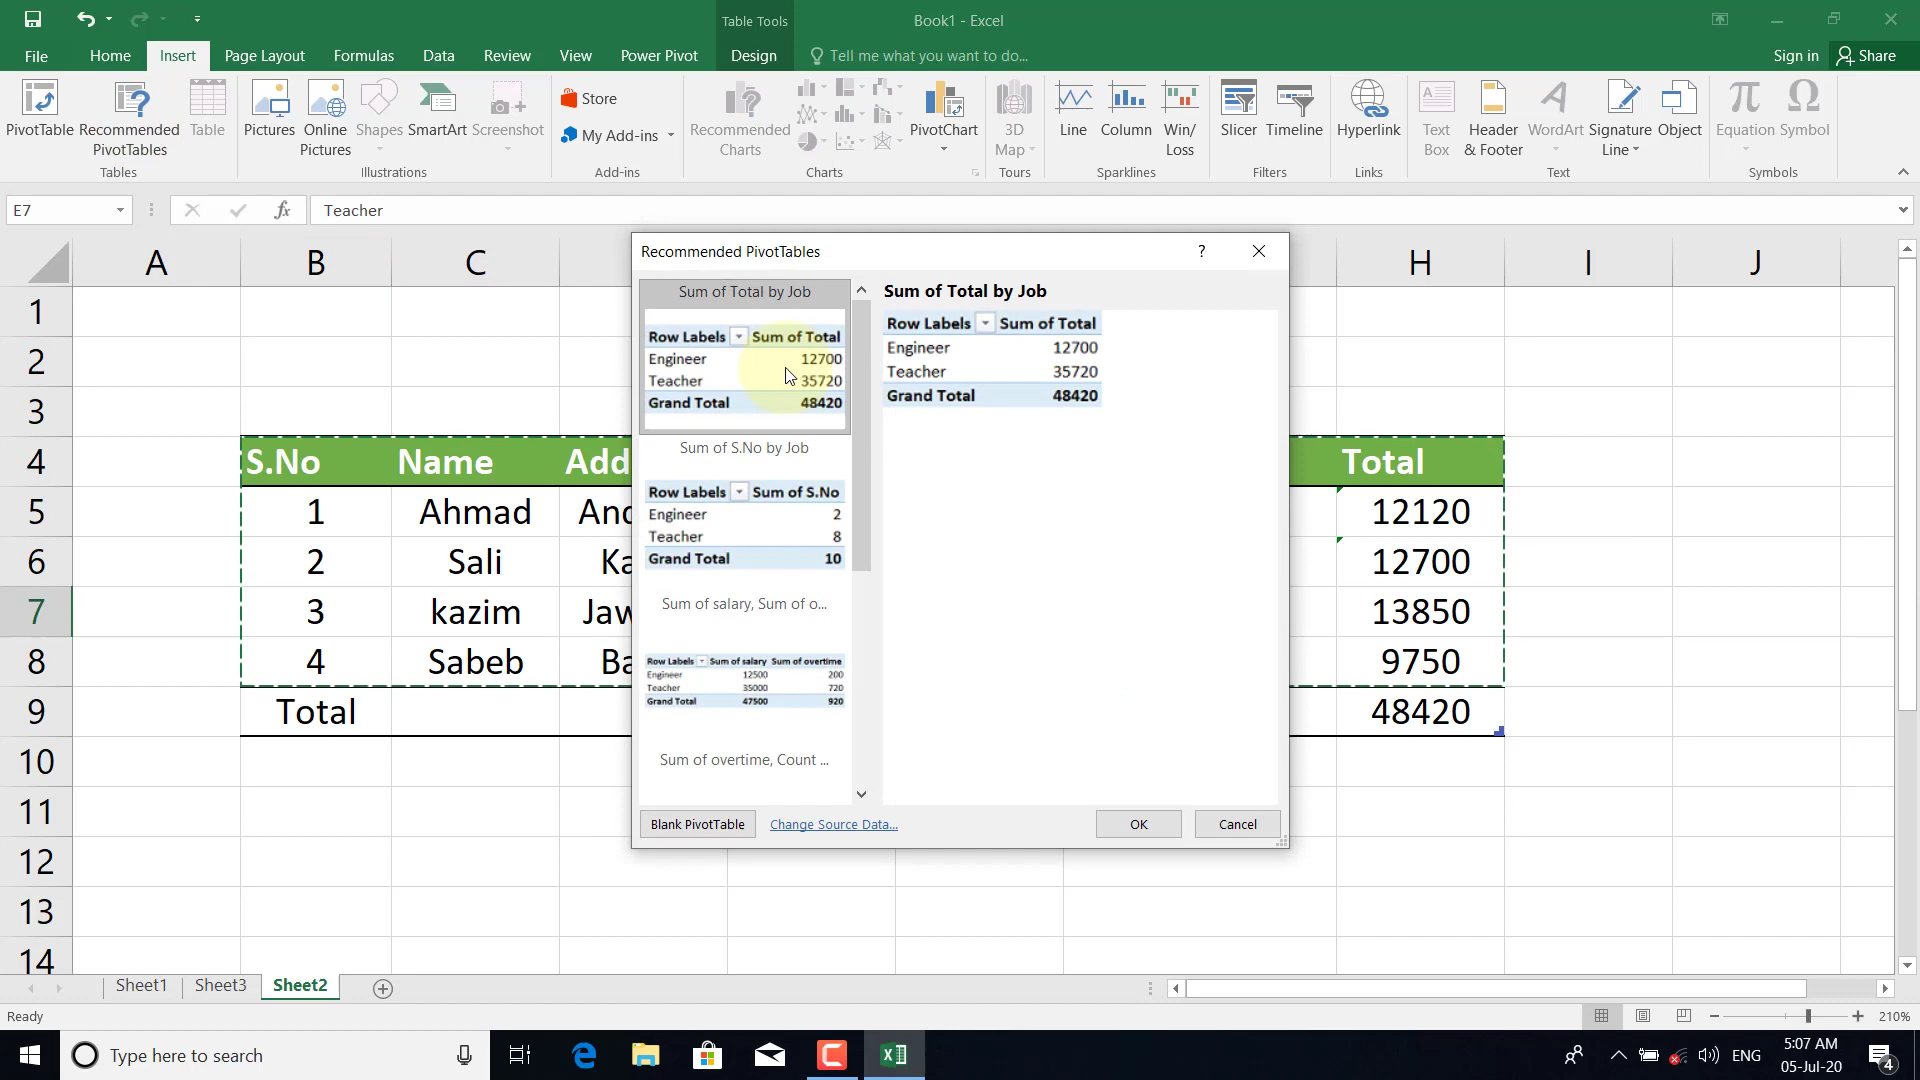 Table Tools
Book1 - Excel
File
Home
Insert
Page Layout
Formulas
Data
Review
View
Power Pivot
Design
Tell me what you want to do...
Sign in
Share
PivotTable
Recommended
PivotTables
Table
Tables
Pictures
Online
Pictures
Shapes
SmartArt
Screenshot
Illustrations
Store
My Add-ins
Add-ins
Recommended
Charts
PivotChart
Charts
3D
Map
Tours
Line
Column
Win/
Loss
Sparklines
Slicer
Timeline
Filters
Hyperlink
Links
Text
Box
Header
& Footer
WordArt
Signature
Line
Object
Text
Equation
Symbol
Symbols
E7
fx
Teacher
A B C H I J
1
2
3
4 S.No Name Add Total
5 1 Ahmad And 12120
6 2 Sali Ka 12700
7 3 kazim Jaw 13850
8 4 Sabeb Ba 9750
9 Total 48420
10
11
12
13
14
Recommended PivotTables
?
Sum of Total by Job
Row Labels Sum of Total
Engineer 12700
Teacher 35720
Grand Total 48420
Sum of S.No by Job
Row Labels Sum of S.No
Engineer 2
Teacher 8
Grand Total 10
Sum of salary, Sum of o...
Row Labels Sum of salary Sum of overtime
Engineer 12500 200
Teacher 35000 720
Grand Total 47500 920
Sum of overtime, Count ...
Sum of Total by Job
Row Labels Sum of Total
Engineer 12700
Teacher 35720
Grand Total 48420
Blank PivotTable
Change Source Data...
OK
Cancel
Sheet1
Sheet3
Sheet2
Ready
210%
Type here to search
ENG
5:07 AM
05-Jul-20
4